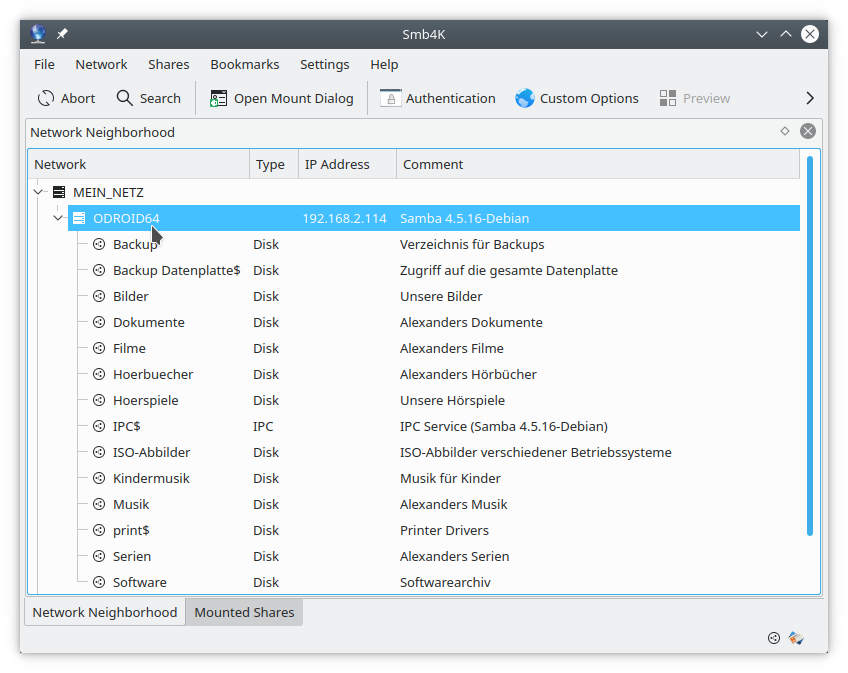 Smb4K
File Network Shares Bookmarks Settings Help
Abort Search Open Mount Dialog Authentication Custom Options Preview
Network Neighborhood
Network Type IP Address Comment
MEIN_NETZ
ODROID64 192.168.2.114 Samba 4.5.16-Debian
Backup Disk Verzeichnis für Backups
Backup Datenplatte$ Disk Zugriff auf die gesamte Datenplatte
Bilder Disk Unsere Bilder
Dokumente Disk Alexanders Dokumente
Filme Disk Alexanders Filme
Hoerbuecher Disk Alexanders Hörbücher
Hoerspiele Disk Unsere Hörspiele
IPC$ IPC IPC Service (Samba 4.5.16-Debian)
ISO-Abbilder Disk ISO-Abbilder verschiedener Betriebssysteme
Kindermusik Disk Musik für Kinder
Musik Disk Alexanders Musik
print$ Disk Printer Drivers
Serien Disk Alexanders Serien
Software Disk Softwarearchiv
Network Neighborhood Mounted Shares